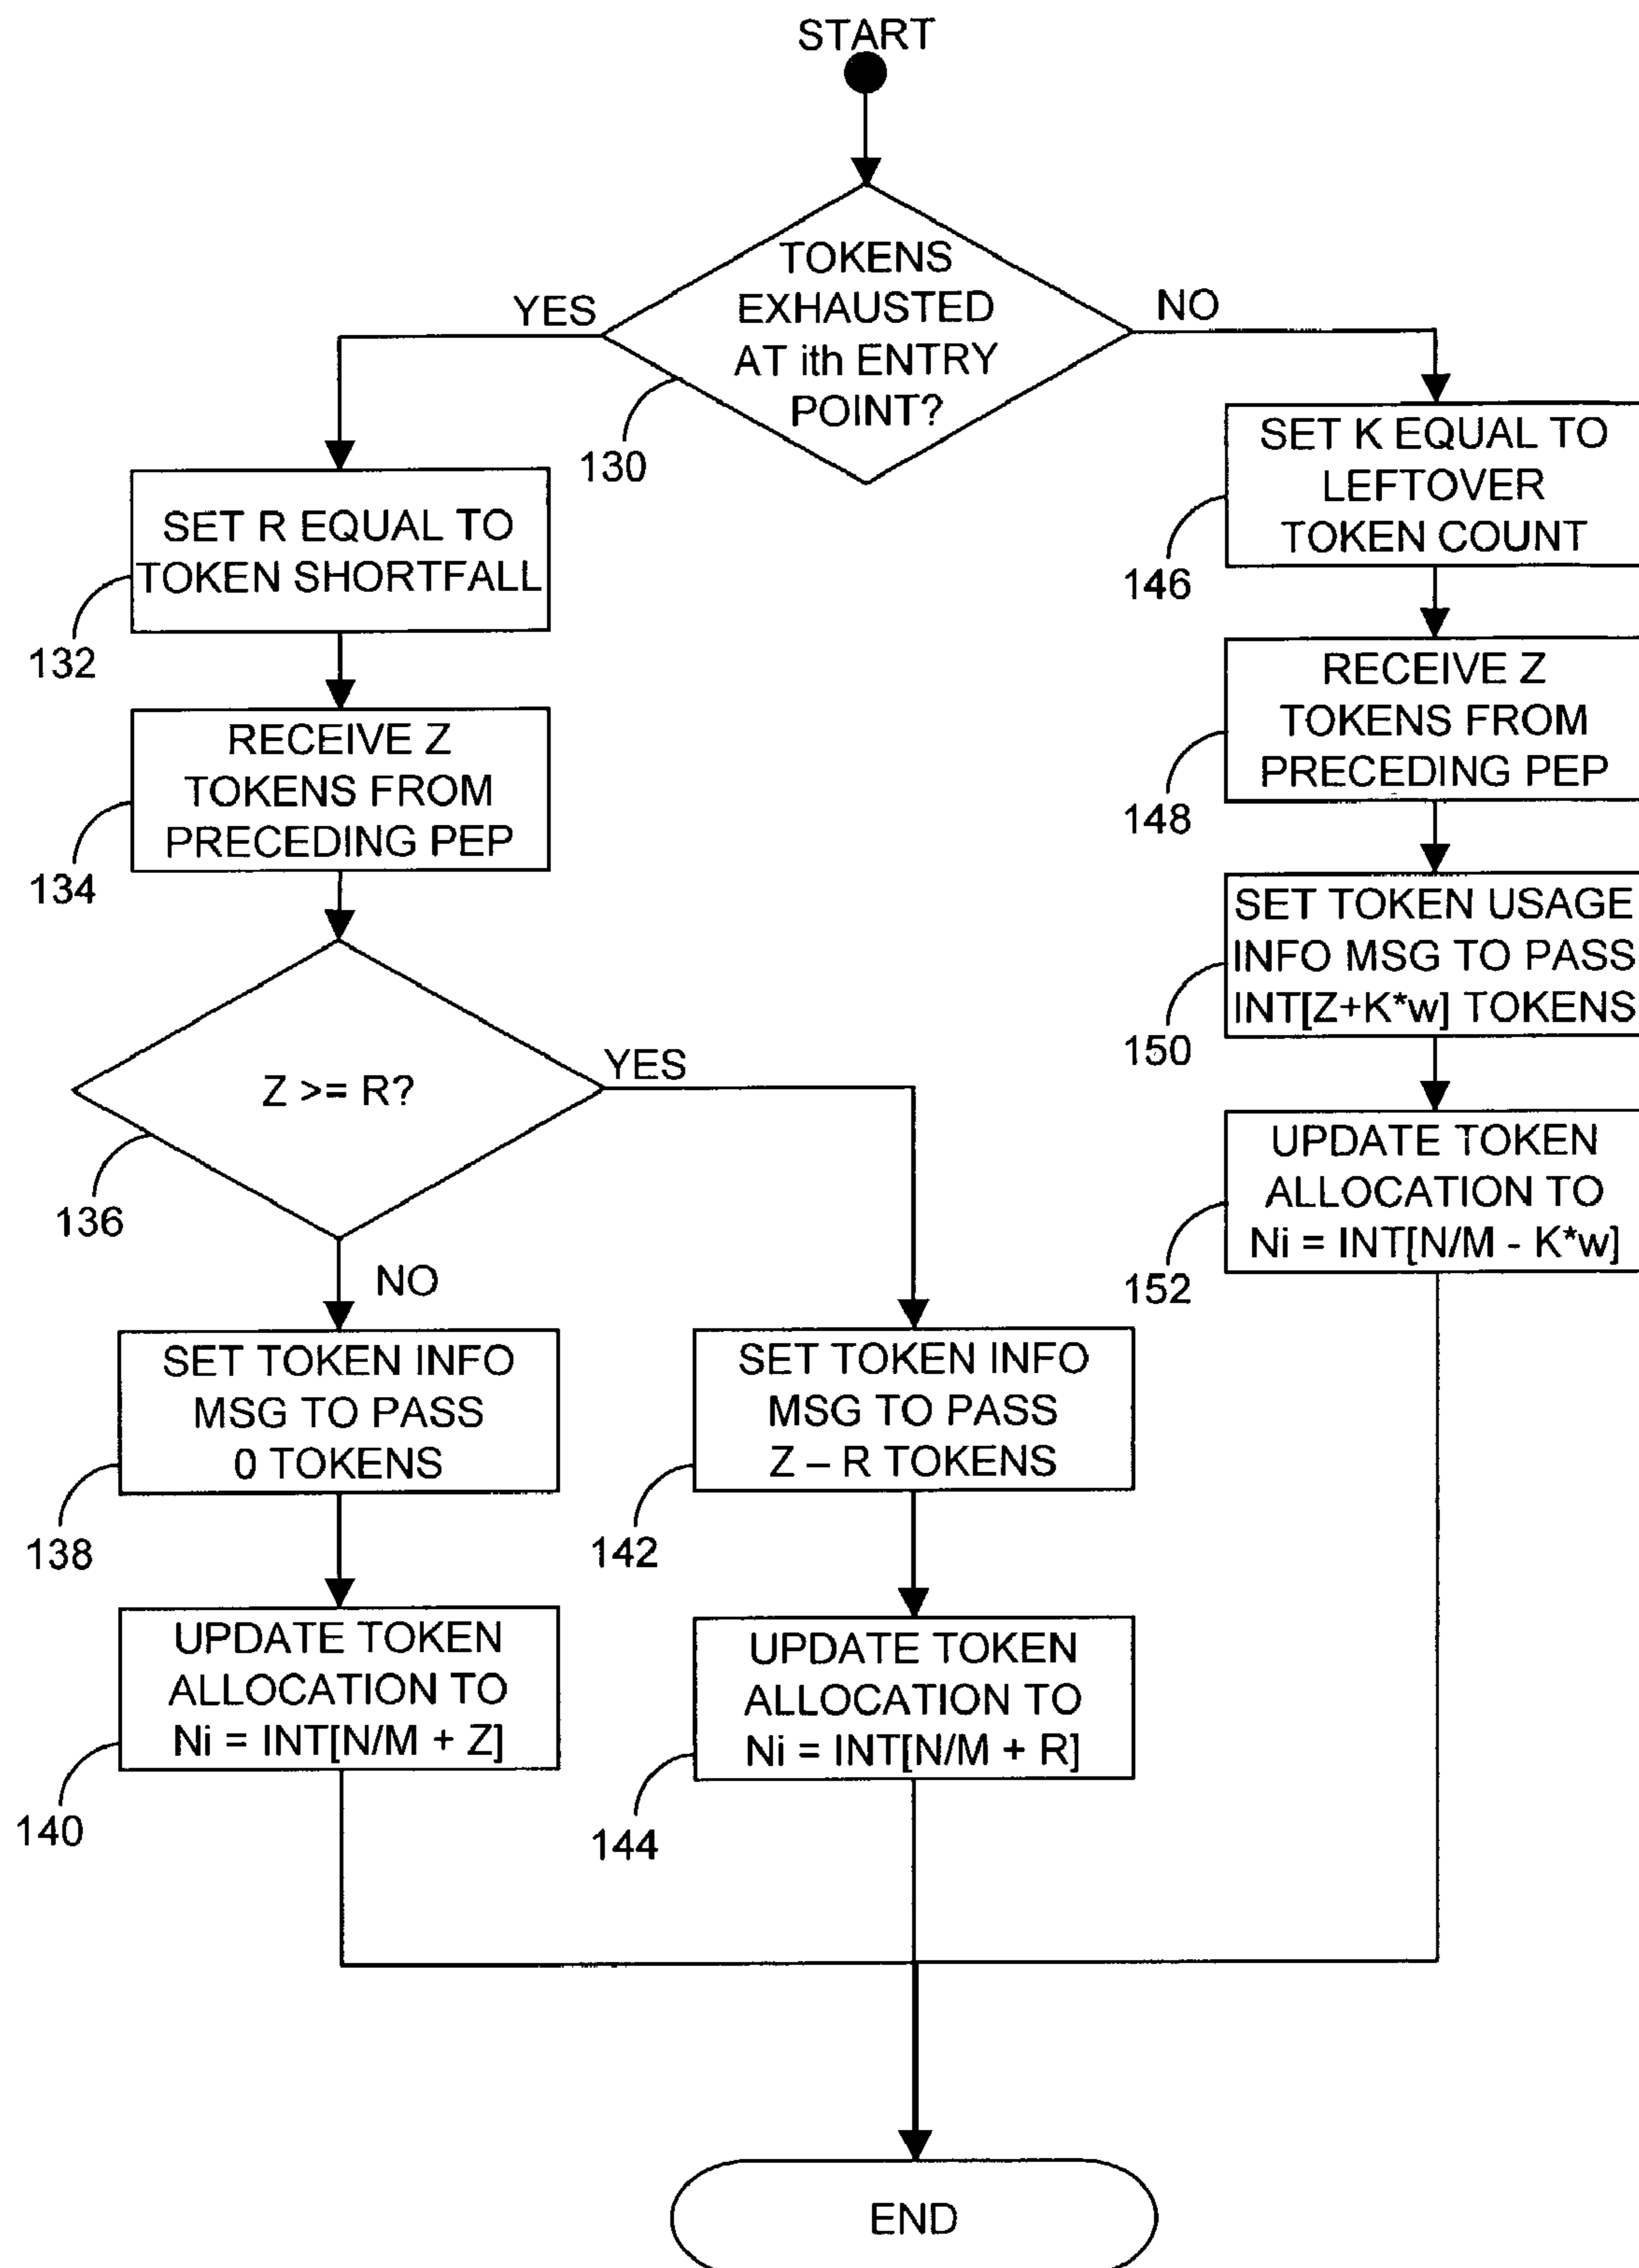 START
TOKENS
EXHAUSTED
AT ith ENTRY
POINT?
YES
NO
130
SET R EQUAL TO
TOKEN SHORTFALL
132
RECEIVE Z
TOKENS FROM
PRECEDING PEP
134
Z >= R?
136
YES
NO
SET TOKEN INFO
MSG TO PASS
0 TOKENS
138
UPDATE TOKEN
ALLOCATION TO
Ni = INT[N/M + Z]
140
SET TOKEN INFO
MSG TO PASS
Z – R TOKENS
142
UPDATE TOKEN
ALLOCATION TO
Ni = INT[N/M + R]
144
SET K EQUAL TO
LEFTOVER
TOKEN COUNT
146
RECEIVE Z
TOKENS FROM
PRECEDING PEP
148
SET TOKEN USAGE
INFO MSG TO PASS
INT[Z+K*w] TOKENS
150
UPDATE TOKEN
ALLOCATION TO
Ni = INT[N/M - K*w]
152
END